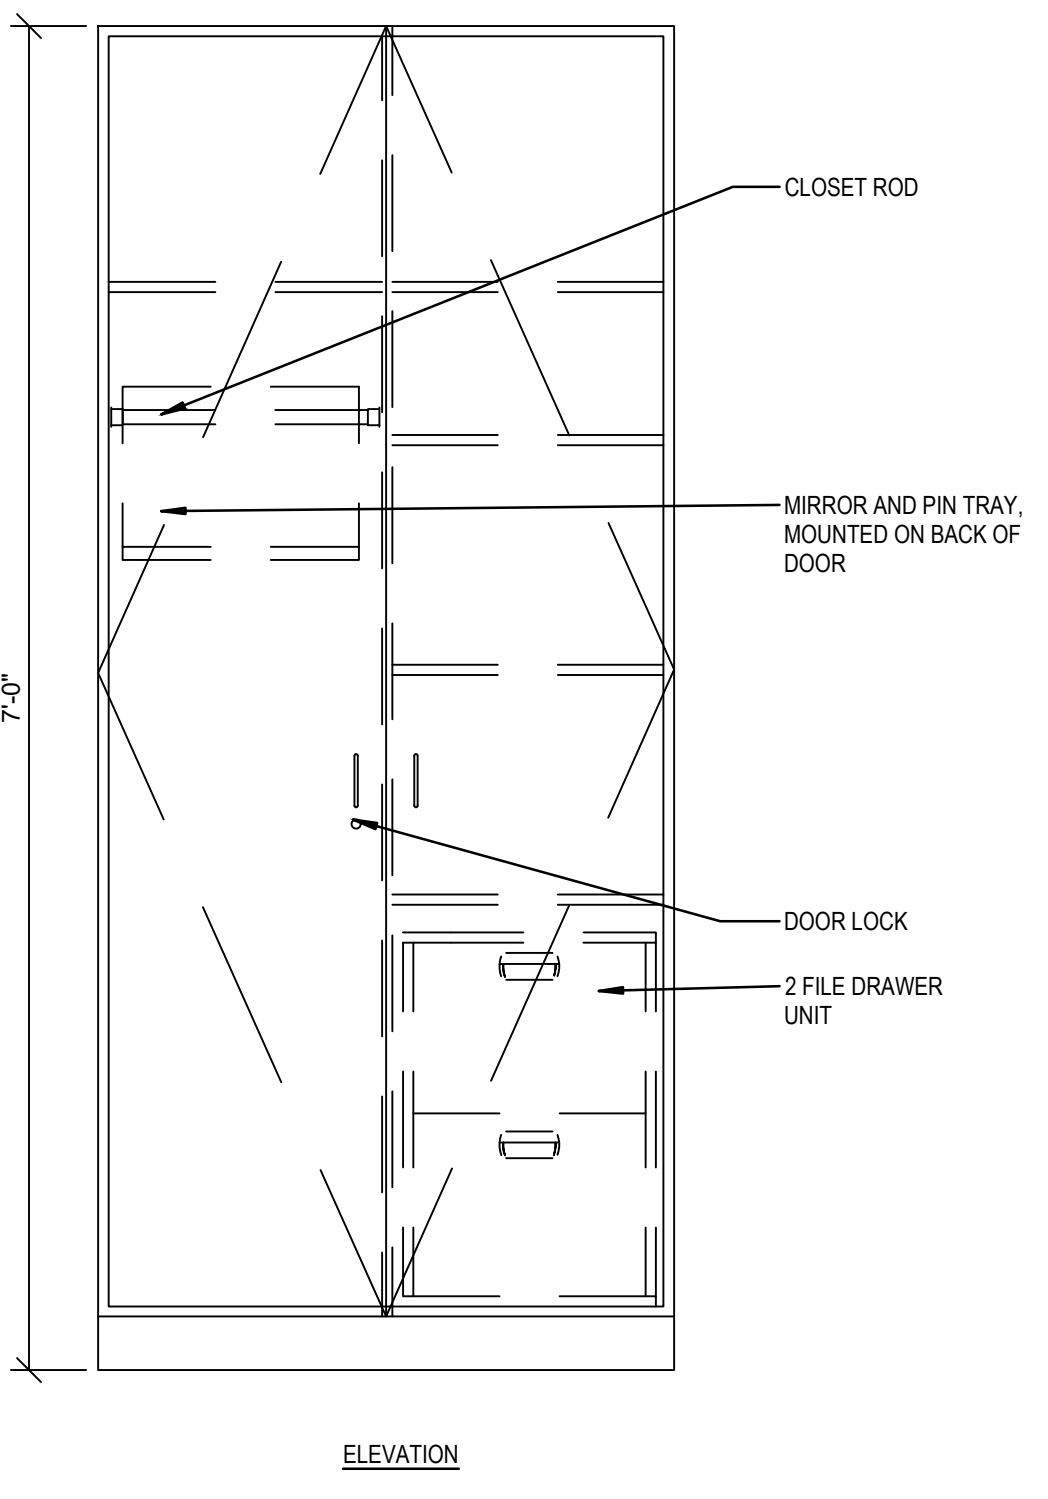 CLOSET ROD
MIRROR AND PIN TRAY,
MOUNTED ON BACK OF
DOOR
7'-0"
DOOR LOCK
2 FILE DRAWER
UNIT
ELEVATION